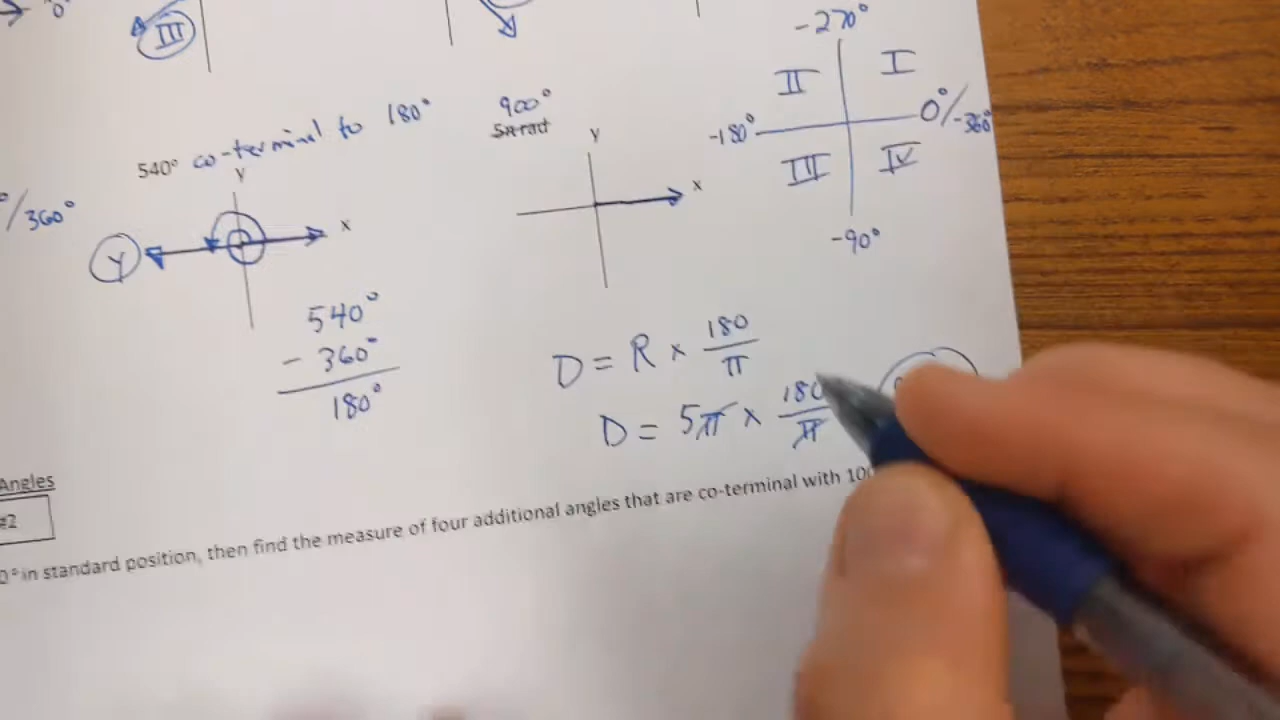 0°
III
-270°
II
I
-180°
0°/-360°
III
IV
-90°
540° co-terminal to 180°
y
x
/360°
y
540°
- 360°
180°
900°
5π rad
y
x
D = R × 180/π
D = 5π × 180/π
Angles
#2
0° in standard position, then find the measure of four additional angles that are co-terminal with